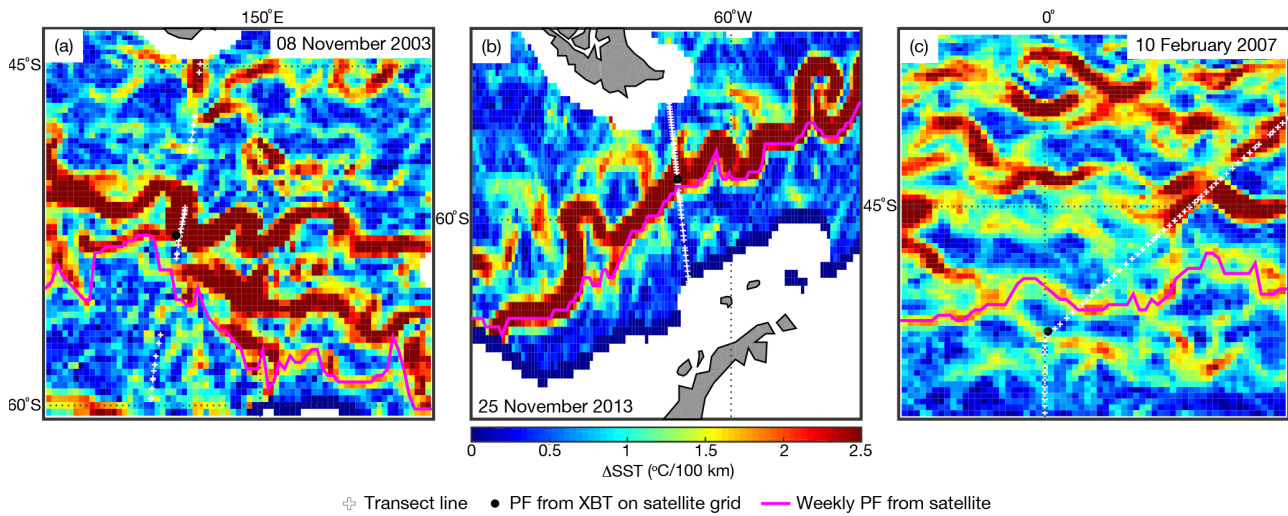 150°E 60°W 0°
(a) 08 November 2003 (b) (c) 10 February 2007
45°S
60°S 45°S
60°S 25 November 2013
0 0.5 1 1.5 2 2.5
ΔSST (°C/100 km)
Transect line PF from XBT on satellite grid Weekly PF from satellite